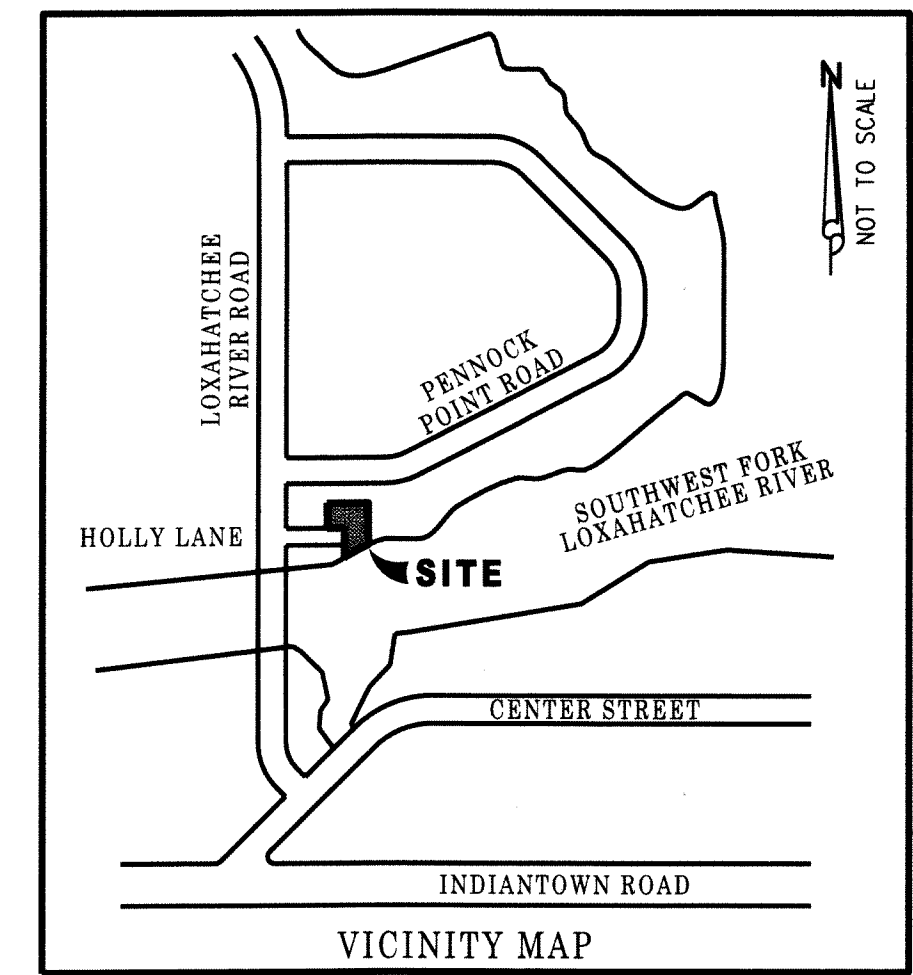 N
NOT TO SCALE
LOXAHATCHEE
RIVER ROAD
PENNOCK
POINT ROAD
SOUTHWEST FORK
LOXAHATCHEE RIVER
HOLLY LANE
SITE
CENTER STREET
INDIANTOWN ROAD
VICINITY MAP